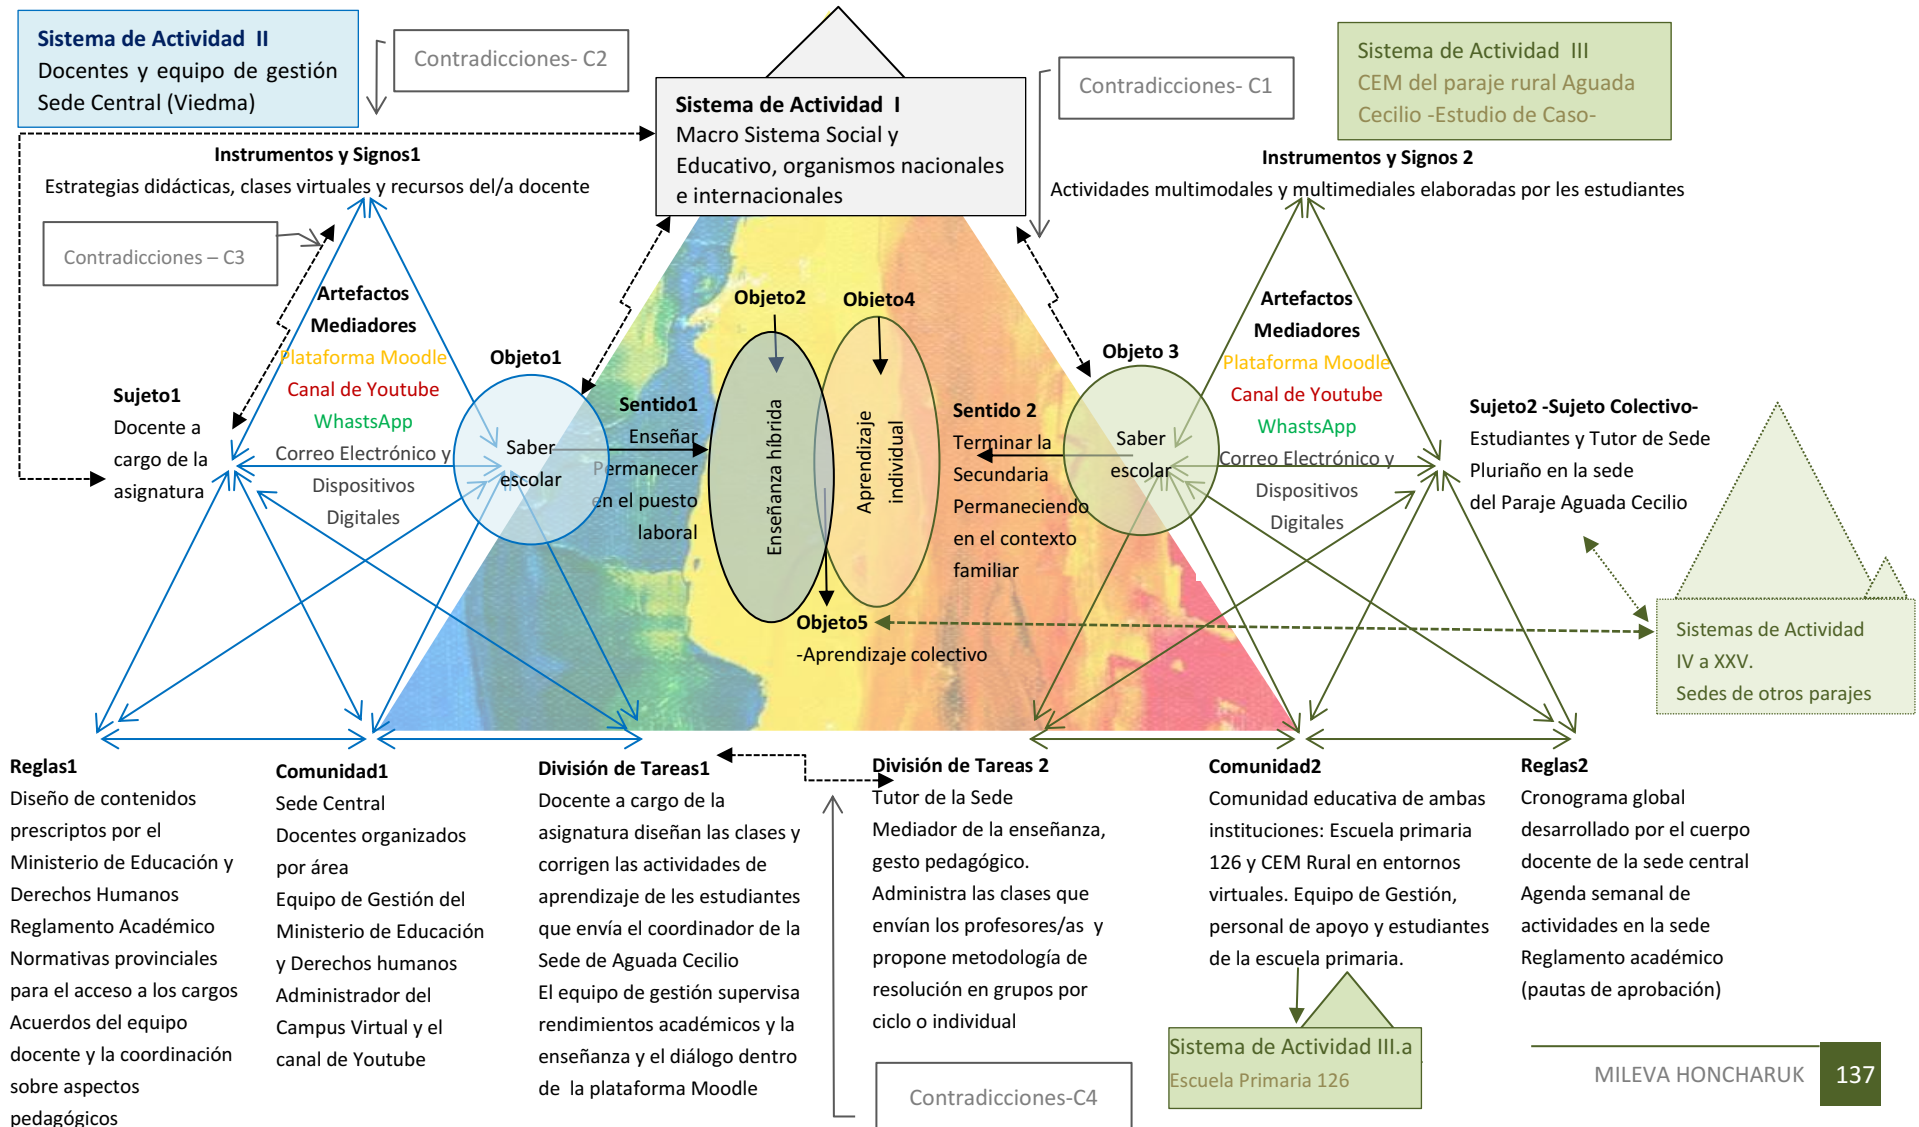 Sistema de Actividad  II
Docentes y equipo de gestión
Sede Central (Viedma)
Contradicciones- C2
Sistema de Actividad  I
Macro Sistema Social y
Educativo, organismos nacionales
e internacionales
Contradicciones- C1
Sistema de Actividad  III
CEM del paraje rural Aguada
Cecilio -Estudio de Caso-
Instrumentos y Signos1
Estrategias didácticas, clases virtuales y recursos del/a docente
Instrumentos y Signos 2
Actividades multimodales y multimediales elaboradas por les estudiantes
Contradicciones – C3
Artefactos
Mediadores
Plataforma Moodle
Canal de Youtube
WhastsApp
Correo Electrónico y
Dispositivos
Digitales
Sujeto1
Docente a
cargo de la
asignatura
Objeto1
Saber
escolar
Sentido1
Enseñar
Permanecer
en el puesto
laboral
Objeto2
Enseñanza híbrida
Objeto4
Aprendizaje
individual
Objeto5
-Aprendizaje colectivo
Sentido 2
Terminar la
Secundaria
Permaneciendo
en el contexto
familiar
Objeto 3
Saber
escolar
Artefactos
Mediadores
Plataforma Moodle
Canal de Youtube
WhastsApp
Correo Electrónico y
Dispositivos
Digitales
Sujeto2 -Sujeto Colectivo-
Estudiantes y Tutor de Sede
Pluriaño en la sede
del Paraje Aguada Cecilio
Sistemas de Actividad
IV a XXV.
Sedes de otros parajes
Reglas1
Diseño de contenidos
prescriptos por el
Ministerio de Educación y
Derechos Humanos
Reglamento Académico
Normativas provinciales
para el acceso a los cargos
Acuerdos del equipo
docente y la coordinación
sobre aspectos
pedagógicos
Comunidad1
Sede Central
Docentes organizados
por área
Equipo de Gestión del
Ministerio de Educación
y Derechos humanos
Administrador del
Campus Virtual y el
canal de Youtube
División de Tareas1
Docente a cargo de la
asignatura diseñan las clases y
corrigen las actividades de
aprendizaje de les estudiantes
que envía el coordinador de la
Sede de Aguada Cecilio
El equipo de gestión supervisa
rendimientos académicos y la
enseñanza y el diálogo dentro
de  la plataforma Moodle
División de Tareas 2
Tutor de la Sede
Mediador de la enseñanza,
gesto pedagógico.
Administra las clases que
envían los profesores/as  y
propone metodología de
resolución en grupos por
ciclo o individual
Contradicciones-C4
Comunidad2
Comunidad educativa de ambas
instituciones: Escuela primaria
126 y CEM Rural en entornos
virtuales. Equipo de Gestión,
personal de apoyo y estudiantes
de la escuela primaria.
Sistema de Actividad III.a
Escuela Primaria 126
Reglas2
Cronograma global
desarrollado por el cuerpo
docente de la sede central
Agenda semanal de
actividades en la sede
Reglamento académico
(pautas de aprobación)
MILEVA HONCHARUK
137